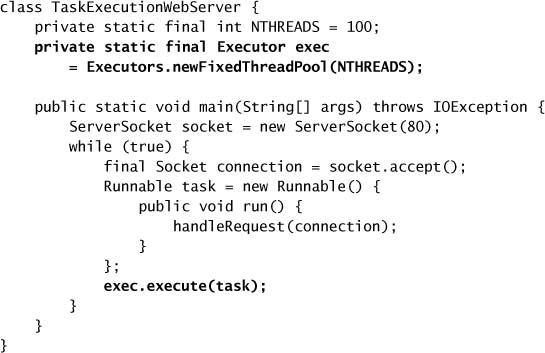 class TaskExecutionWebServer {
    private static final int NTHREADS = 100;
    private static final Executor exec
        = Executors.newFixedThreadPool(NTHREADS);

    public static void main(String[] args) throws IOException {
        ServerSocket socket = new ServerSocket(80);
        while (true) {
            final Socket connection = socket.accept();
            Runnable task = new Runnable() {
                public void run() {
                    handleRequest(connection);
                }
            };
            exec.execute(task);
        }
    }
}